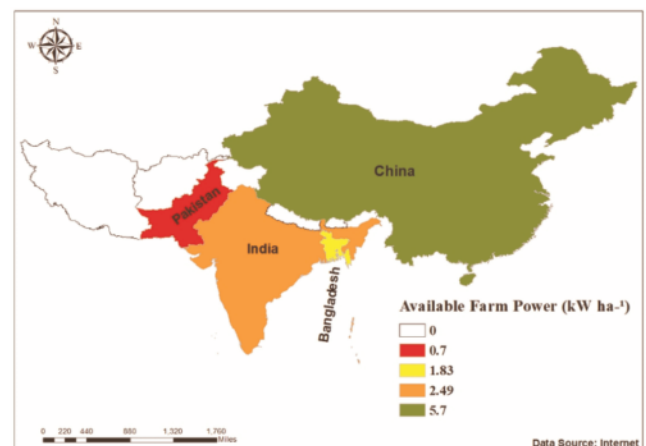 N
W E
S
China
Pakistan
India
Bangladesh
Available Farm Power (kW ha-¹)
0
0.7
1.83
2.49
5.7
0 220 440 880 1,320 1,760
Miles
Data Source: Internet